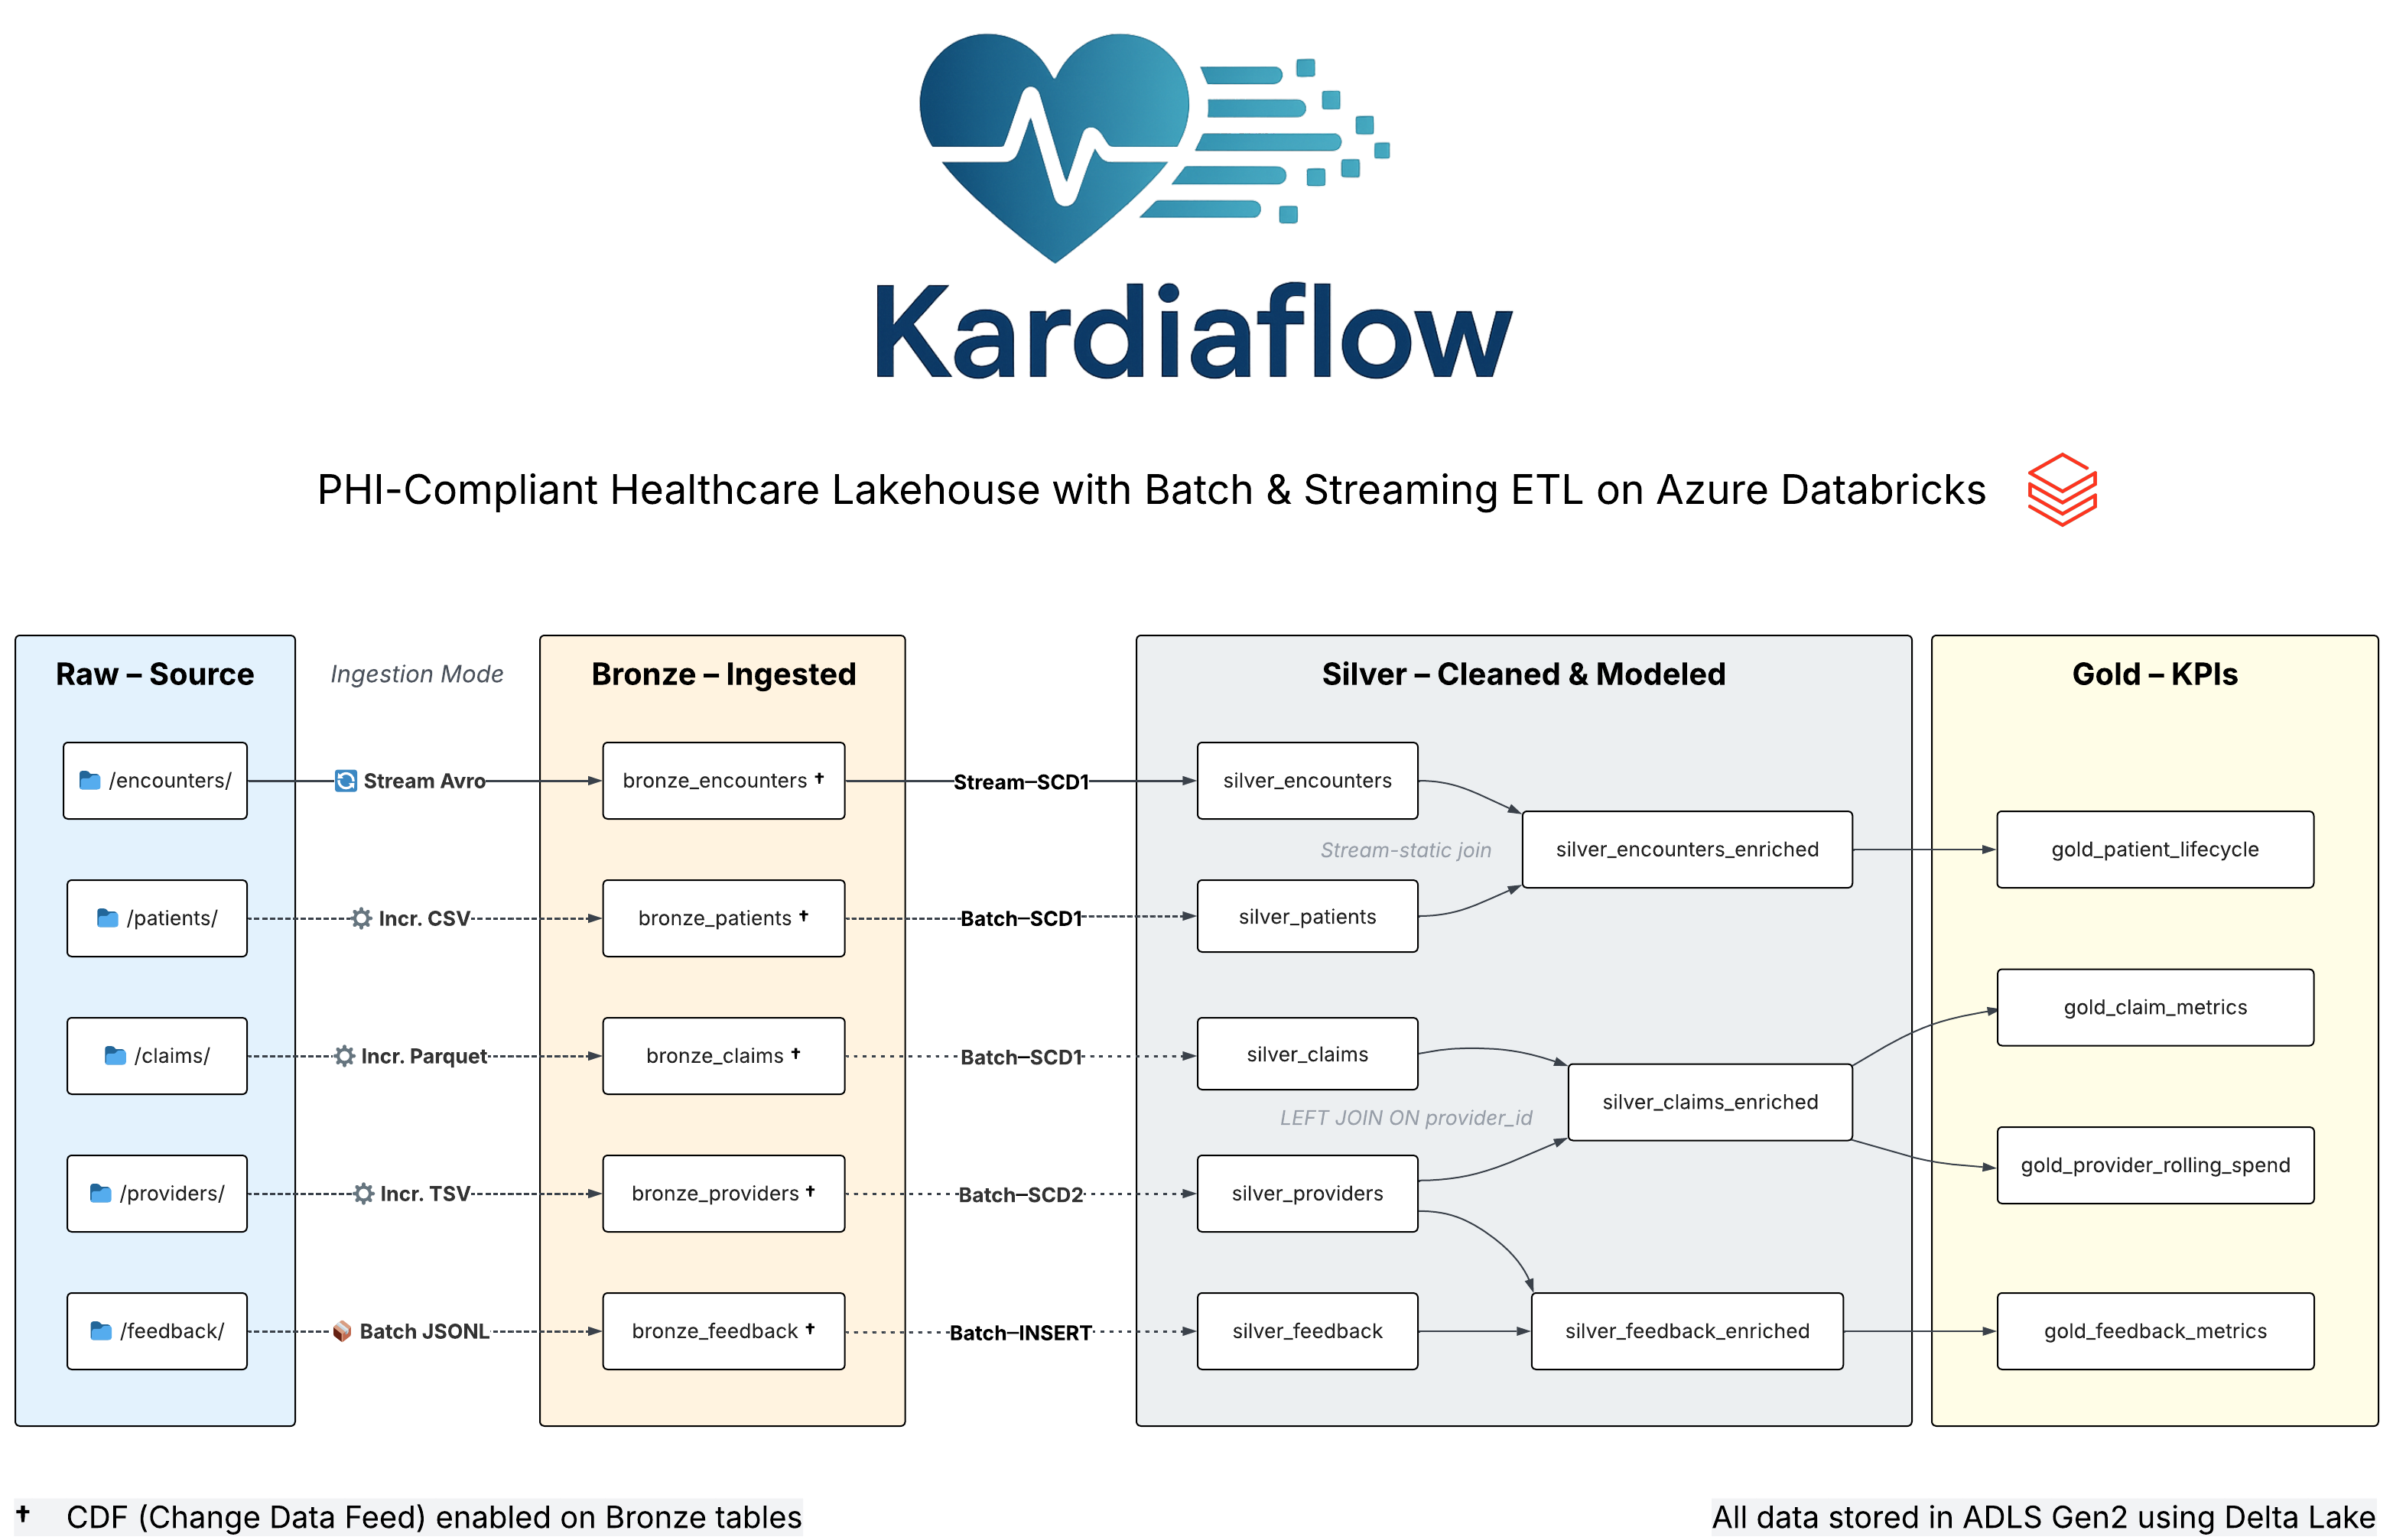 Kardiaflow
PHI-Compliant Healthcare Lakehouse with Batch & Streaming ETL on Azure Databricks
Raw – Source
Ingestion Mode
Bronze – Ingested
Silver – Cleaned & Modeled
Gold – KPIs
/encounters/
Stream Avro
bronze_encounters †
Stream–SCD1
silver_encounters
Stream-static join
silver_encounters_enriched
gold_patient_lifecycle
/patients/
Incr. CSV
bronze_patients †
Batch–SCD1
silver_patients
/claims/
Incr. Parquet
bronze_claims †
Batch–SCD1
silver_claims
LEFT JOIN ON provider_id
silver_claims_enriched
gold_claim_metrics
/providers/
Incr. TSV
bronze_providers †
Batch–SCD2
silver_providers
gold_provider_rolling_spend
/feedback/
Batch JSONL
bronze_feedback †
Batch–INSERT
silver_feedback
silver_feedback_enriched
gold_feedback_metrics
† CDF (Change Data Feed) enabled on Bronze tables
All data stored in ADLS Gen2 using Delta Lake